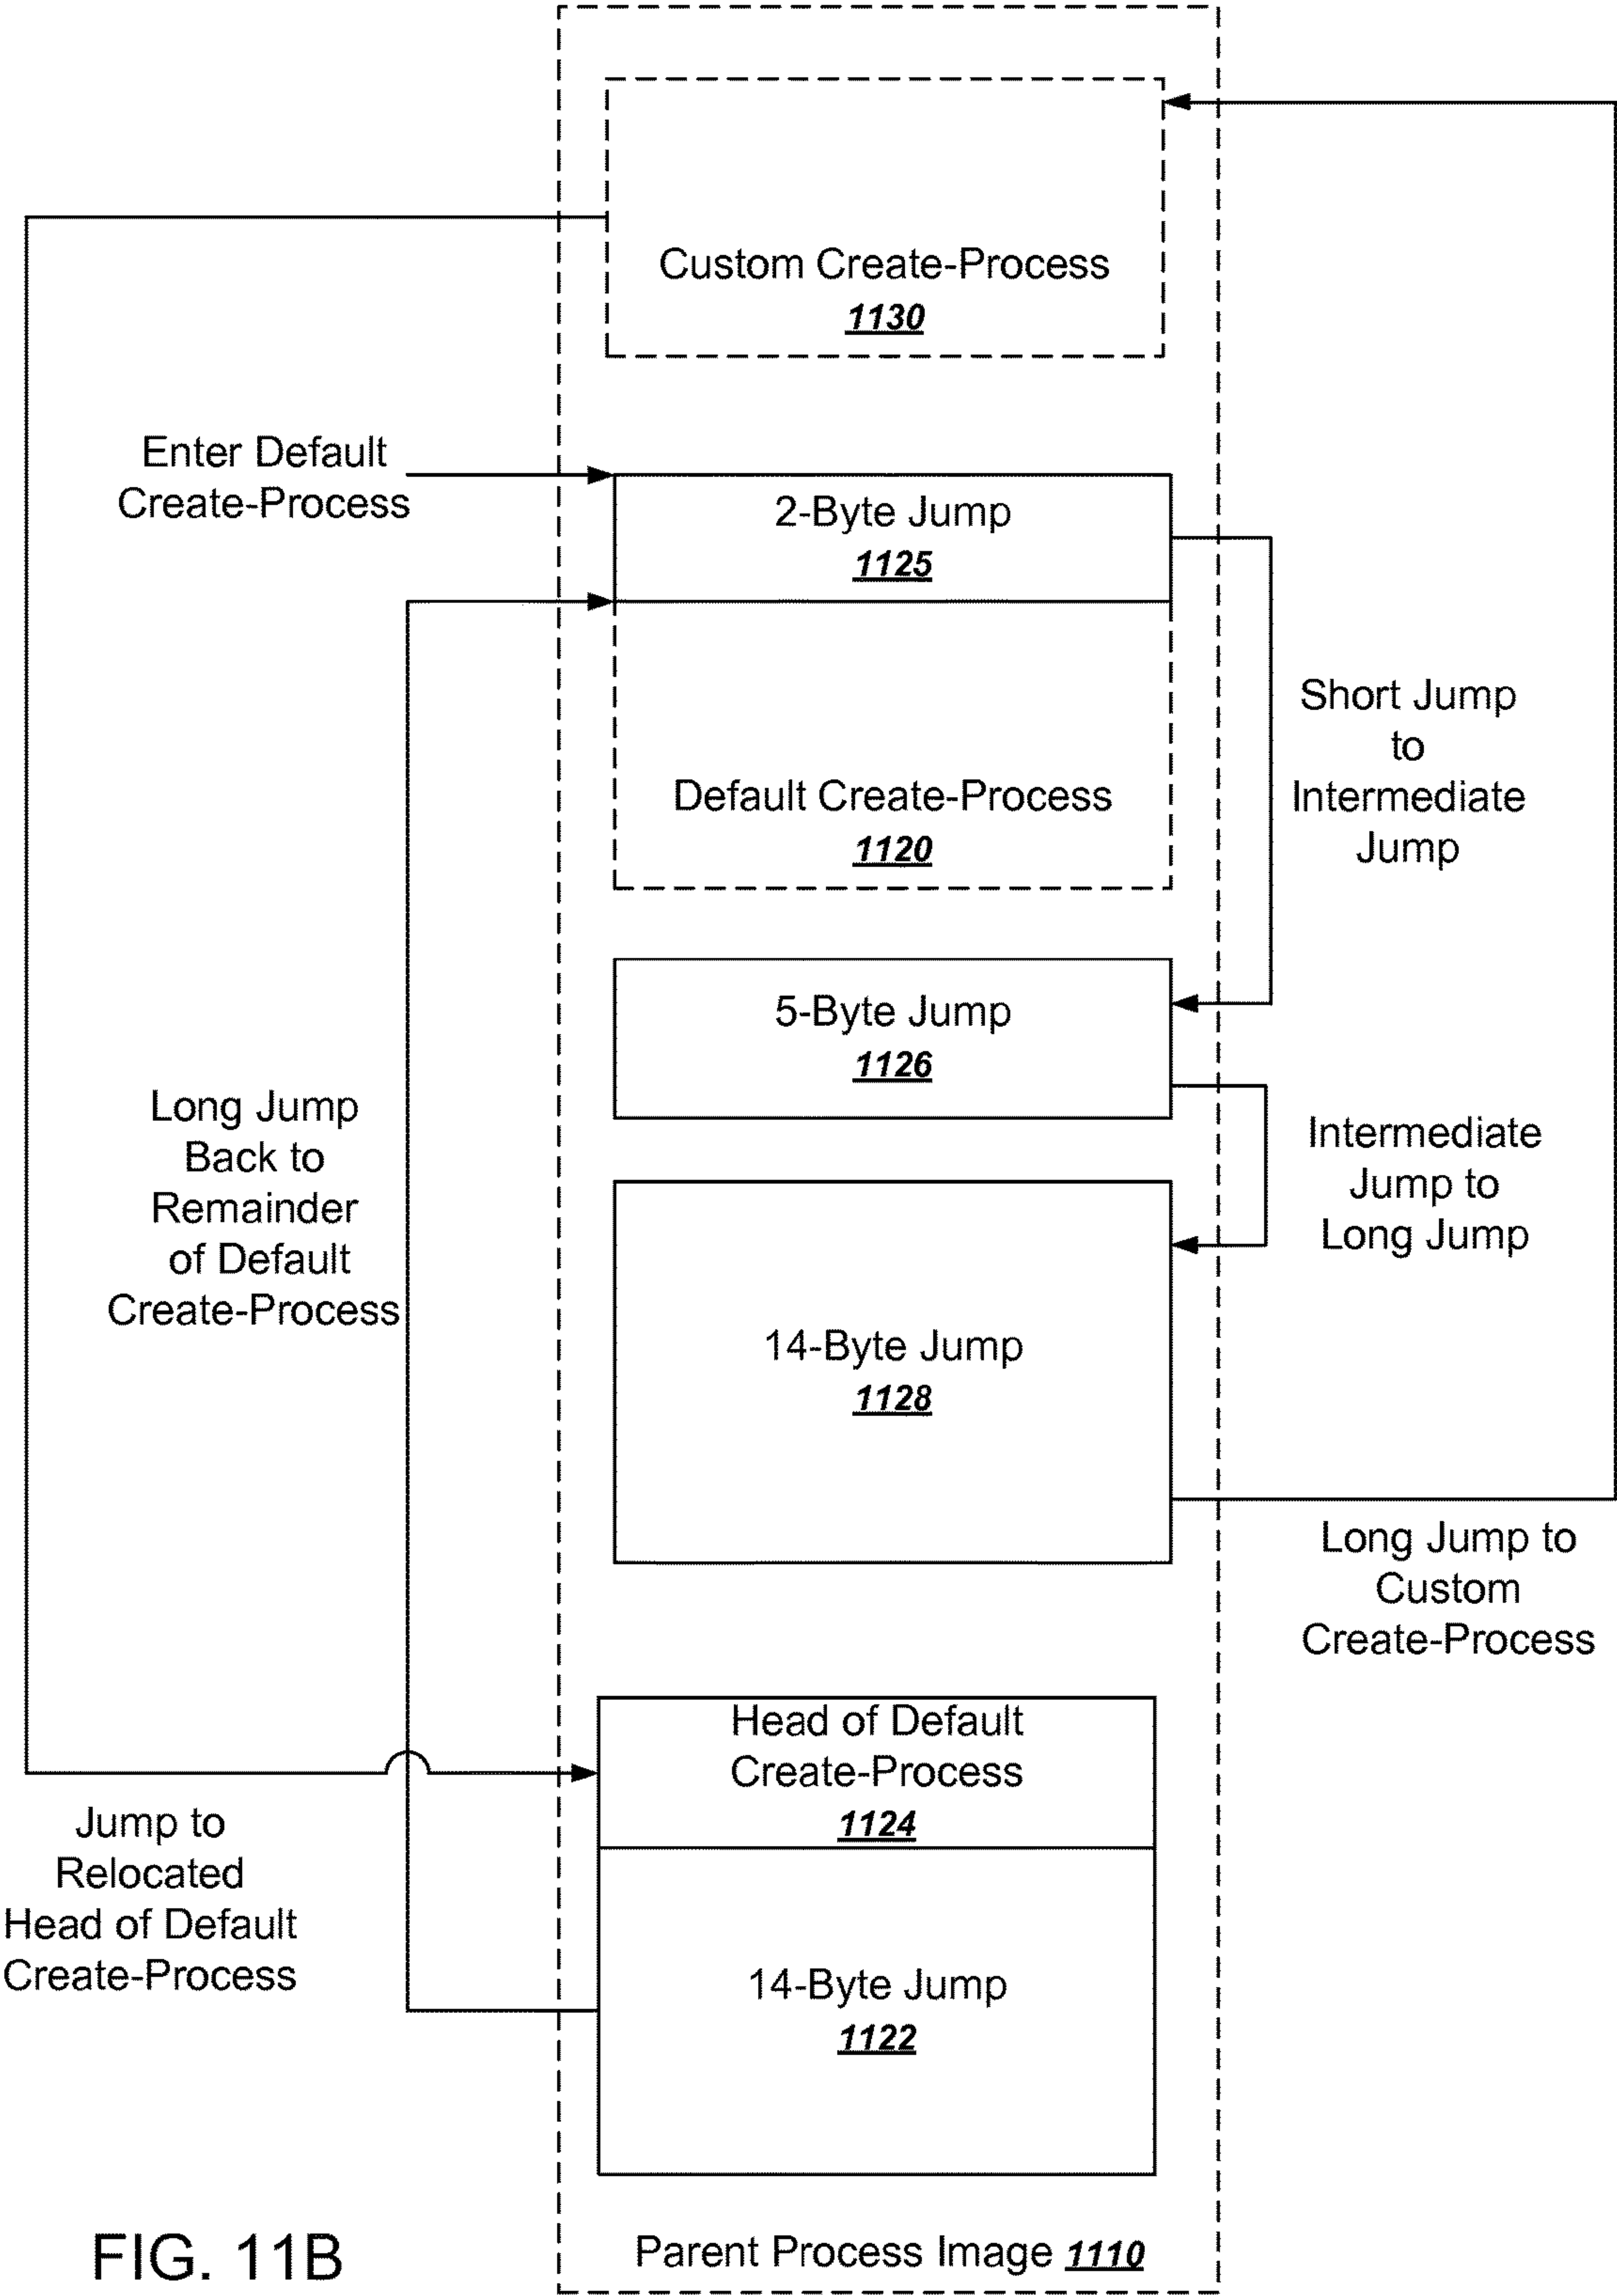 Custom Create-Process
1130
Enter Default
Create-Process
2-Byte Jump
1125
Short Jump
to
Intermediate
Jump
Default Create-Process
1120
5-Byte Jump
1126
Long Jump
Back to
Remainder
of Default
Create-Process
Intermediate
Jump to
Long Jump
14-Byte Jump
1128
Long Jump to
Custom
Create-Process
Head of Default
Create-Process
1124
Jump to
Relocated
Head of Default
Create-Process
14-Byte Jump
1122
FIG. 11B
Parent Process Image 1110